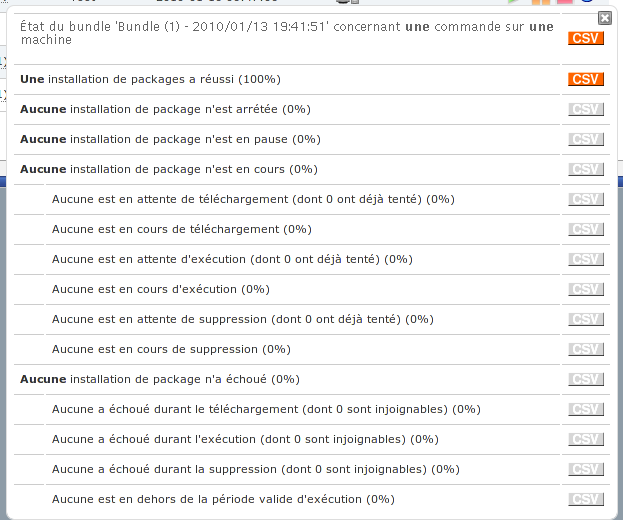 État du bundle 'Bundle (1) - 2010/01/13 19:41:51' concernant une commande sur une
machine
CSV
Une installation de packages a réussi (100%)
CSV
Aucune installation de package n'est arrétée (0%)
CSV
Aucune installation de package n'est en pause (0%)
CSV
Aucune installation de package n'est en cours (0%)
CSV
Aucune est en attente de téléchargement (dont 0 ont déjà tenté) (0%)
CSV
Aucune est en cours de téléchargement (0%)
CSV
Aucune est en attente d'exécution (dont 0 ont déjà tenté) (0%)
CSV
Aucune est en cours d'exécution (0%)
CSV
Aucune est en attente de suppression (dont 0 ont déjà tenté) (0%)
CSV
Aucune est en cours de suppression (0%)
CSV
Aucune installation de package n'a échoué (0%)
CSV
Aucune a échoué durant le téléchargement (dont 0 sont injoignables) (0%)
CSV
Aucune a échoué durant l'exécution (dont 0 sont injoignables) (0%)
CSV
Aucune a échoué durant la suppression (dont 0 sont injoignables) (0%)
CSV
Aucune est en dehors de la période valide d'exécution (0%)
CSV